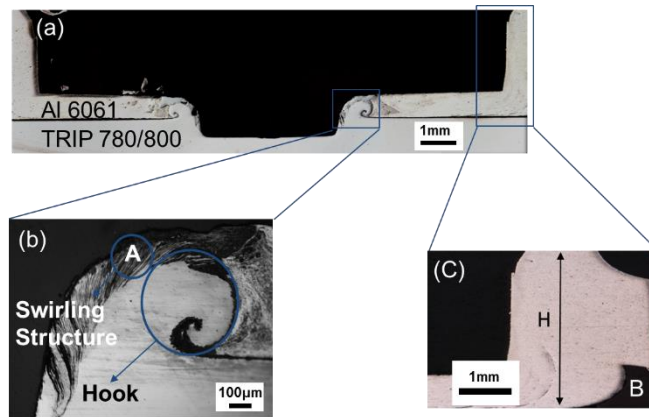 (a)
Al 6061
TRIP 780/800
1mm
(b)
A
Swirling
Structure
Hook
100μm
(C)
H
1mm
B